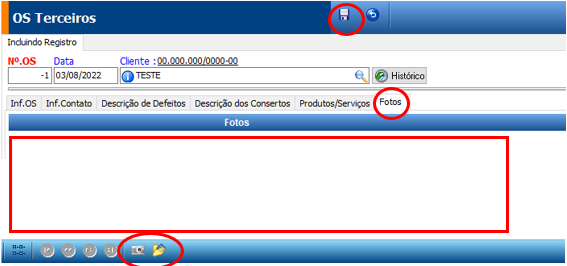 OS Terceiros
Incluindo Registro
Nº.OS Data Cliente : 00.000.000/0000-00
-1 03/08/2022 TESTE Histórico
Inf.OS Inf.Contato Descrição de Defeitos Descrição dos Consertos Produtos/Serviços Fotos
Fotos